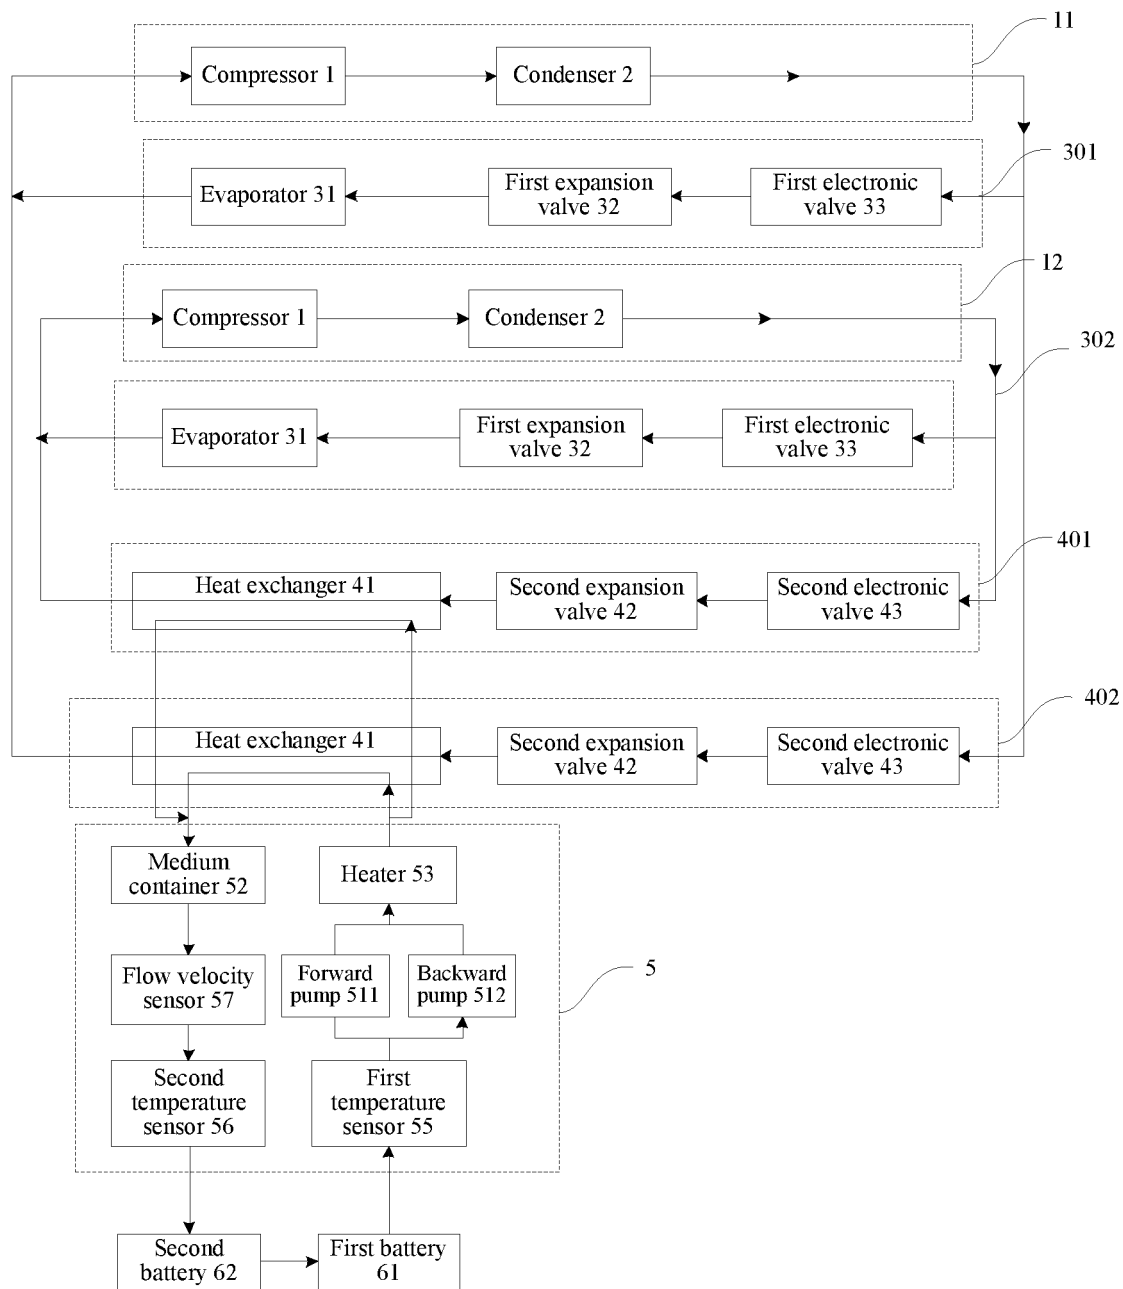 11
Compressor 1
Condenser 2
301
Evaporator 31
First expansion
valve 32
First electronic
valve 33
12
Compressor 1
Condenser 2
302
Evaporator 31
First expansion
valve 32
First electronic
valve 33
401
Heat exchanger 41
Second expansion
valve 42
Second electronic
valve 43
402
Heat exchanger 41
Second expansion
valve 42
Second electronic
valve 43
Medium
container 52
Heater 53
5
Flow velocity
sensor 57
Forward
pump 511
Backward
pump 512
Second
temperature
sensor 56
First
temperature
sensor 55
Second
battery 62
First battery
61